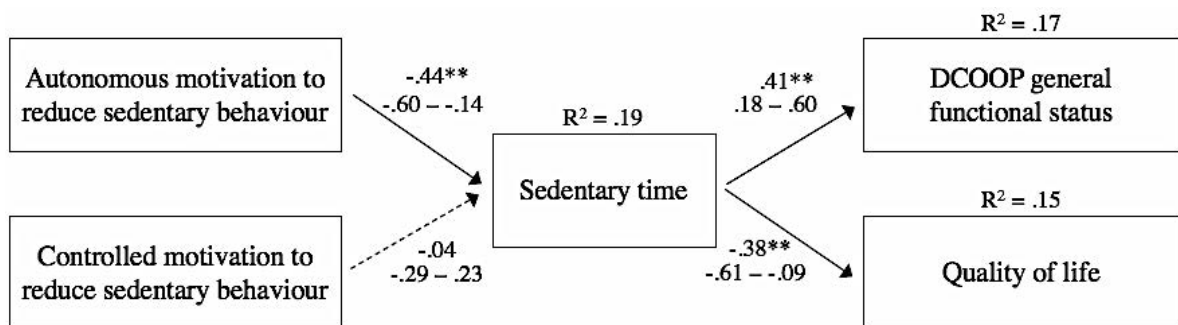 Autonomous motivation to
reduce sedentary behaviour
-.44**
-.60 – -.14
Controlled motivation to
reduce sedentary behaviour
-.04
-.29 – .23
R² = .19
Sedentary time
.41**
.18 – .60
-.38**
-.61 – -.09
R² = .17
DCOOP general
functional status
R² = .15
Quality of life